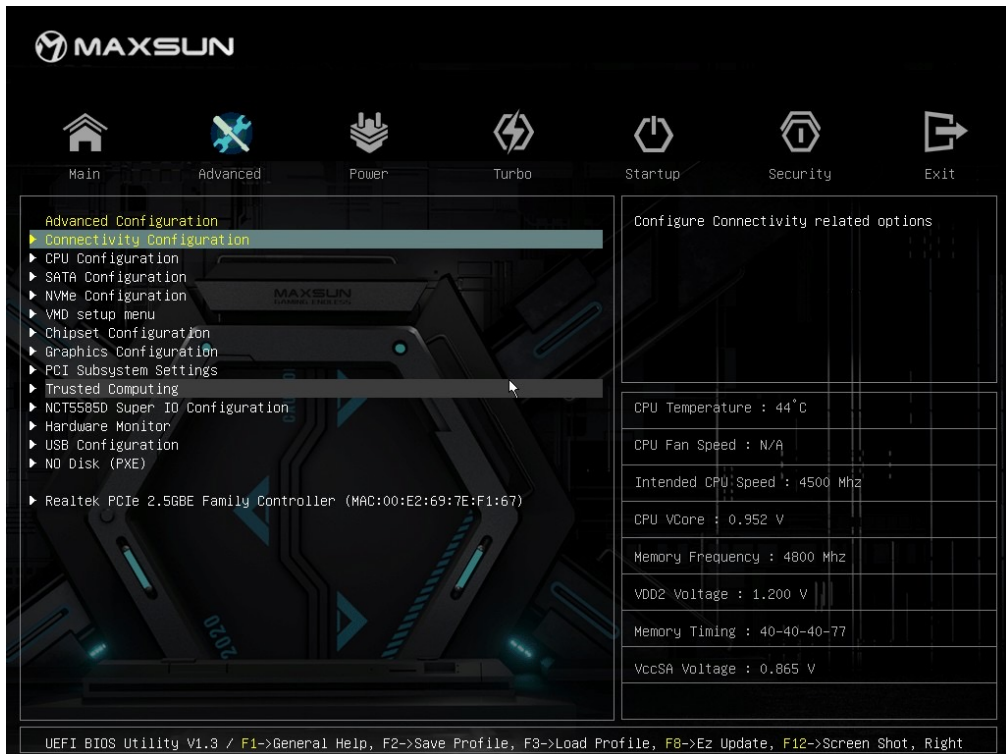 MAXSUN
Main Advanced Power Turbo Startup Security Exit
Advanced Configuration
Connectivity Configuration
CPU Configuration
SATA Configuration
NVMe Configuration
VMD setup menu
Chipset Configuration
Graphics Configuration
PCI Subsystem Settings
Trusted Computing
NCT5585D Super IO Configuration
Hardware Monitor
USB Configuration
NO Disk (PXE)
Realtek PCIe 2.5GBE Family Controller (MAC:00:E2:69:7E:F1:67)
Configure Connectivity related options
CPU Temperature : 44°C
CPU Fan Speed : N/A
Intended CPU Speed : 4500 Mhz
CPU VCore : 0.952 V
Memory Frequency : 4800 Mhz
VDD2 Voltage : 1.200 V
Memory Timing : 40-40-40-77
VccSA Voltage : 0.865 V
MAXSUN
GAMING ENDLESS
2020
UEFI BIOS Utility V1.3 / F1->General Help, F2->Save Profile, F3->Load Profile, F8->Ez Update, F12->Screen Shot, Right